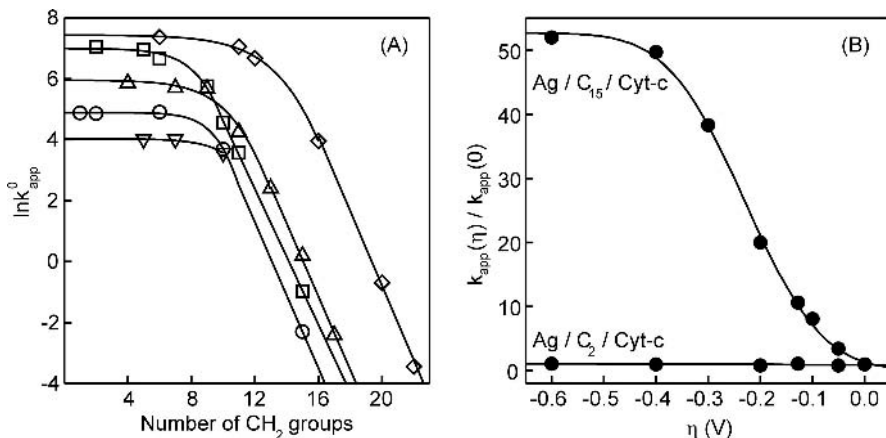 (A)
8
6
4
2
0
-2
-4
lnk⁰app
4 8 12 16 20
Number of CH₂ groups
(B)
50
40
30
20
10
0
kapp(η) / kapp(0)
Ag / C₁₅ / Cyt-c
Ag / C₂ / Cyt-c
-0.6 -0.5 -0.4 -0.3 -0.2 -0.1 0.0
η (V)